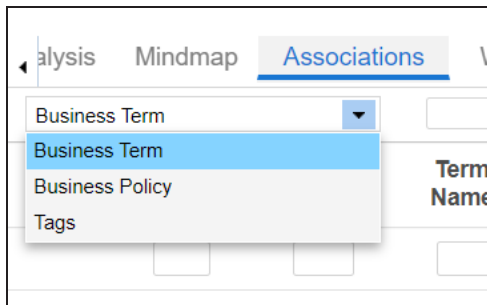 alysis Mindmap Associations
Business Term
Business Term
Business Policy
Tags
Term
Name